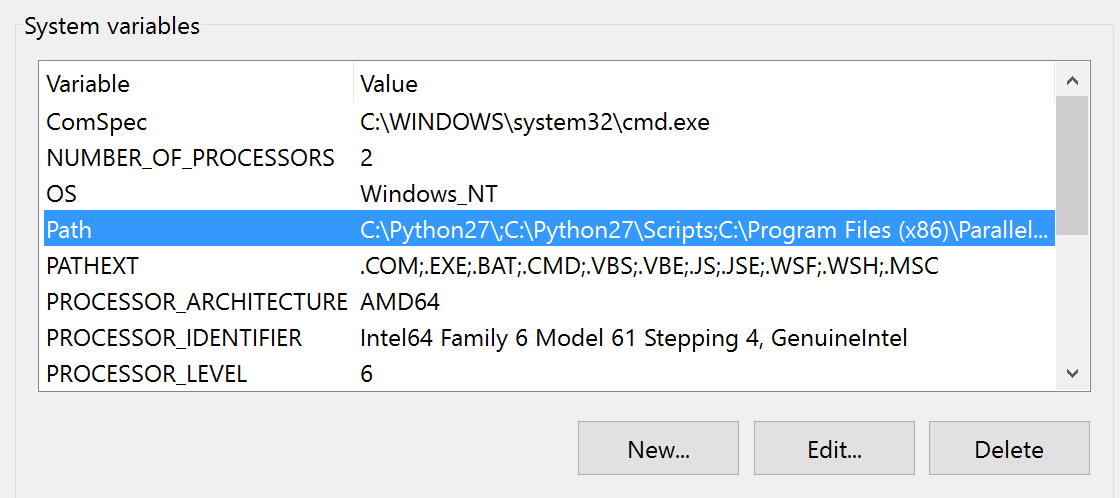 System variables
Variable Value
ComSpec C:\WINDOWS\system32\cmd.exe
NUMBER_OF_PROCESSORS 2
OS Windows_NT
Path C:\Python27\;C:\Python27\Scripts;C:\Program Files (x86)\Parallel...
PATHEXT .COM;.EXE;.BAT;.CMD;.VBS;.VBE;.JS;.JSE;.WSF;.WSH;.MSC
PROCESSOR_ARCHITECTURE AMD64
PROCESSOR_IDENTIFIER Intel64 Family 6 Model 61 Stepping 4, GenuineIntel
PROCESSOR_LEVEL 6
New... Edit... Delete